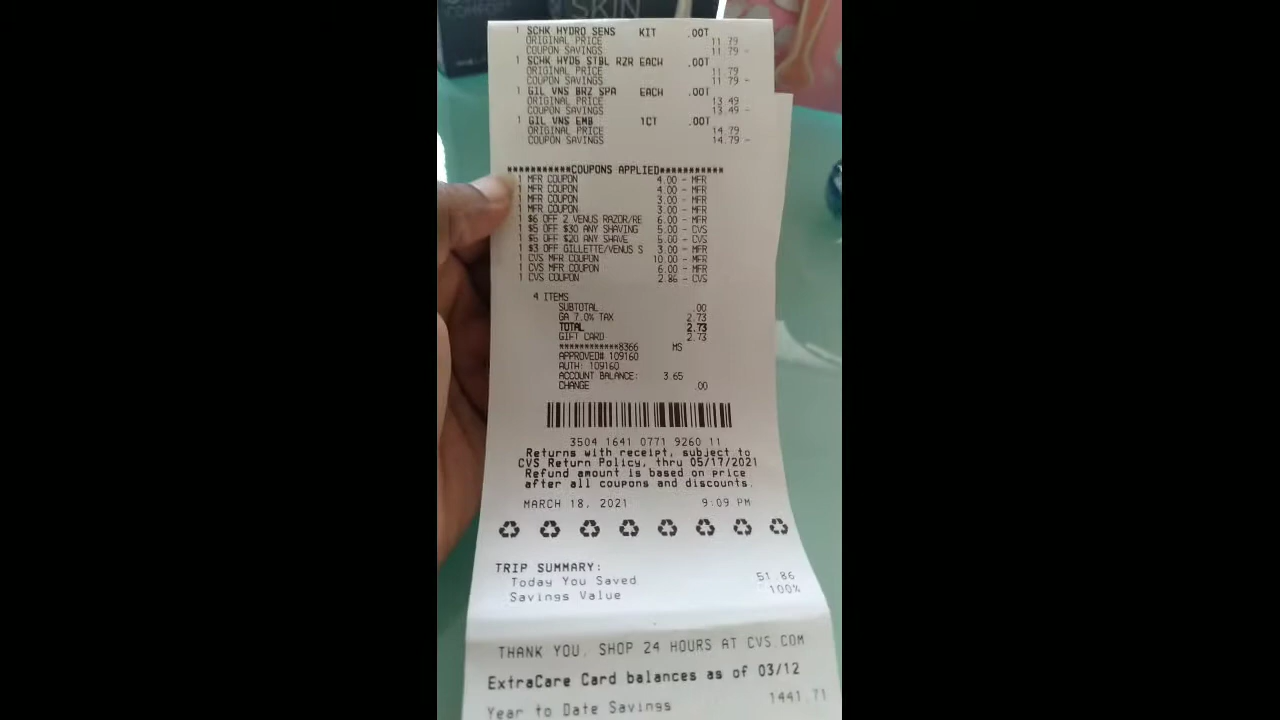 COMFORT SKIN
1 SCHK HYDRO SENS KIT .00T
ORIGINAL PRICE 11.79
COUPON SAVINGS 11.79 -
1 SCHK HYD5 STBL RZR EACH .00T
ORIGINAL PRICE 11.79
COUPON SAVINGS 11.79 -
1 GIL VNS BRZ SPA EACH .00T
ORIGINAL PRICE 13.49
COUPON SAVINGS 13.49 -
1 GIL VNS EMB 1CT .00T
ORIGINAL PRICE 14.79
COUPON SAVINGS 14.79 -
***********COUPONS APPLIED***********
1 MFR COUPON 4.00 - MFR
1 MFR COUPON 4.00 - MFR
1 MFR COUPON 3.00 - MFR
1 MFR COUPON 3.00 - MFR
1 $6 OFF 2 VENUS RAZOR/RE 6.00 - MFR
1 $5 OFF $30 ANY SHAVING 5.00 - CVS
1 $5 OFF $20 ANY SHAVE 5.00 - CVS
1 $3 OFF GILLETTE/VENUS S 3.00 - MFR
1 CVS MFR COUPON 10.00 - MFR
1 CVS MFR COUPON 6.00 - MFR
1 CVS COUPON 2.86 - CVS
4 ITEMS
SUBTOTAL .00
GA 7.0% TAX 2.73
TOTAL 2.73
GIFT CARD 2.73
************8366 MS
APPROVED# 109160
AUTH: 109160
ACCOUNT BALANCE: 3.65
CHANGE .00
3504 1641 0771 9260 11
Returns with receipt, subject to
CVS Return Policy, thru 05/17/2021
Refund amount is based on price
after all coupons and discounts.
MARCH 18, 2021 9:09 PM
TRIP SUMMARY:
Today You Saved 51.86
Savings Value 100%
THANK YOU. SHOP 24 HOURS AT CVS.COM
ExtraCare Card balances as of 03/12
Year to Date Savings 1441.71